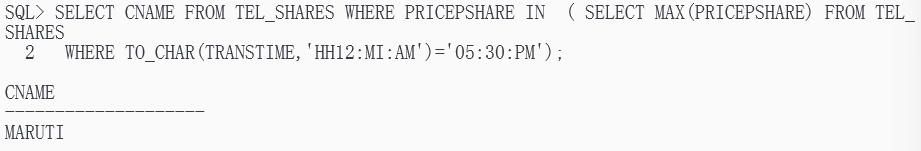 SQL> SELECT CNAME FROM TEL_SHARES WHERE PRICEPSHARE IN  ( SELECT MAX(PRICEPSHARE) FROM TEL_
SHARES
  2   WHERE TO_CHAR(TRANSTIME,'HH12:MI:AM')='05:30:PM');
CNAME
--------------------
MARUTI